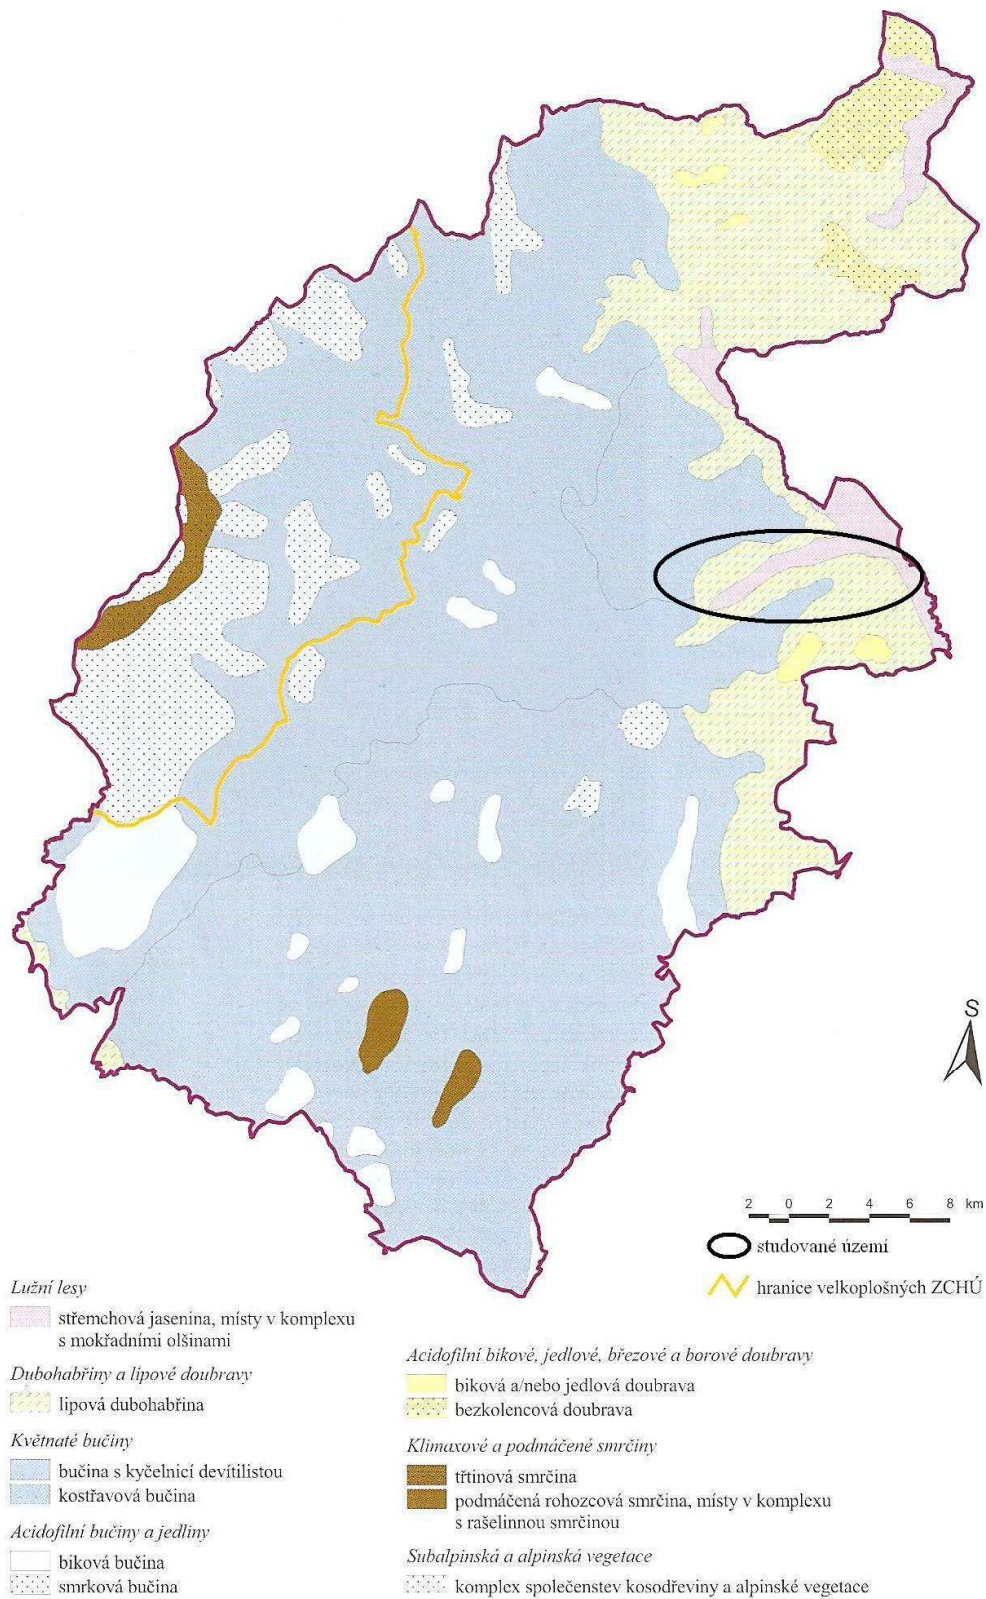 S
2 0 2 4 6 8 km
studované území
hranice velkoplošných ZCHÚ
Lužní lesy
střemchová jasenina, místy v komplexu
s mokřadními olšinami
Dubohabřiny a lipové doubravy
lipová dubohabřina
Květnaté bučiny
bučina s kyčelnicí devítilistou
kostřavová bučina
Acidofilní bučiny a jedliny
biková bučina
smrková bučina
Acidofilní bikové, jedlové, březové a borové doubravy
biková a/nebo jedlová doubrava
bezkolencová doubrava
Klimaxové a podmáčené smrčiny
třtinová smrčina
podmáčená rohozcová smrčina, místy v komplexu
s rašelinnou smrčinou
Subalpinská a alpinská vegetace
komplex společenstev kosodřeviny a alpinské vegetace